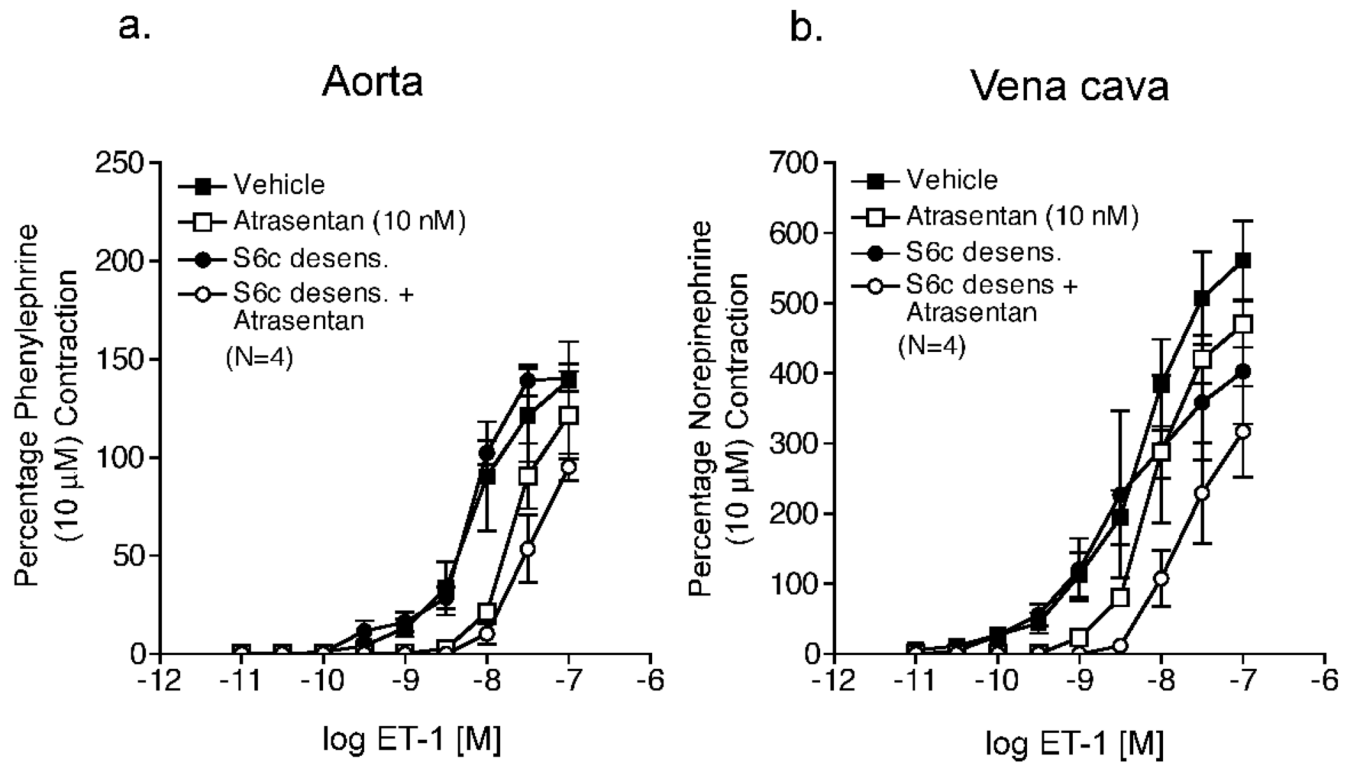 a.
Aorta
Percentage Phenylephrine
(10 µM) Contraction
250
200
150
100
50
0
Vehicle
Atrasentan (10 nM)
S6c desens.
S6c desens. +
Atrasentan
(N=4)
-12 -11 -10 -9 -8 -7 -6
log ET-1 [M]
b.
Vena cava
Percentage Norepinephrine
(10 µM) Contraction
700
600
500
400
300
200
100
0
Vehicle
Atrasentan (10 nM)
S6c desens.
S6c desens +
Atrasentan
(N=4)
-12 -11 -10 -9 -8 -7 -6
log ET-1 [M]